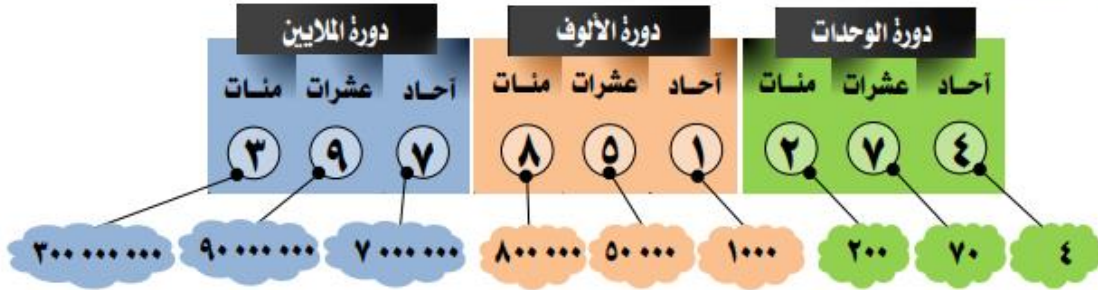 دورة الوحدات دورة الألوف دورة الملايين
آحاد عشرات مئات آحاد عشرات مئات آحاد عشرات مئات
٤ ٧ ٢ ١ ٥ ٨ ٧ ٩ ٣
٤ ٧٠ ٢٠٠ ١٠٠٠ ٥٠ ٠٠٠ ٨٠٠ ٠٠٠ ٧ ٠٠٠ ٠٠٠ ٩٠ ٠٠٠ ٠٠٠ ٣٠٠ ٠٠٠ ٠٠٠